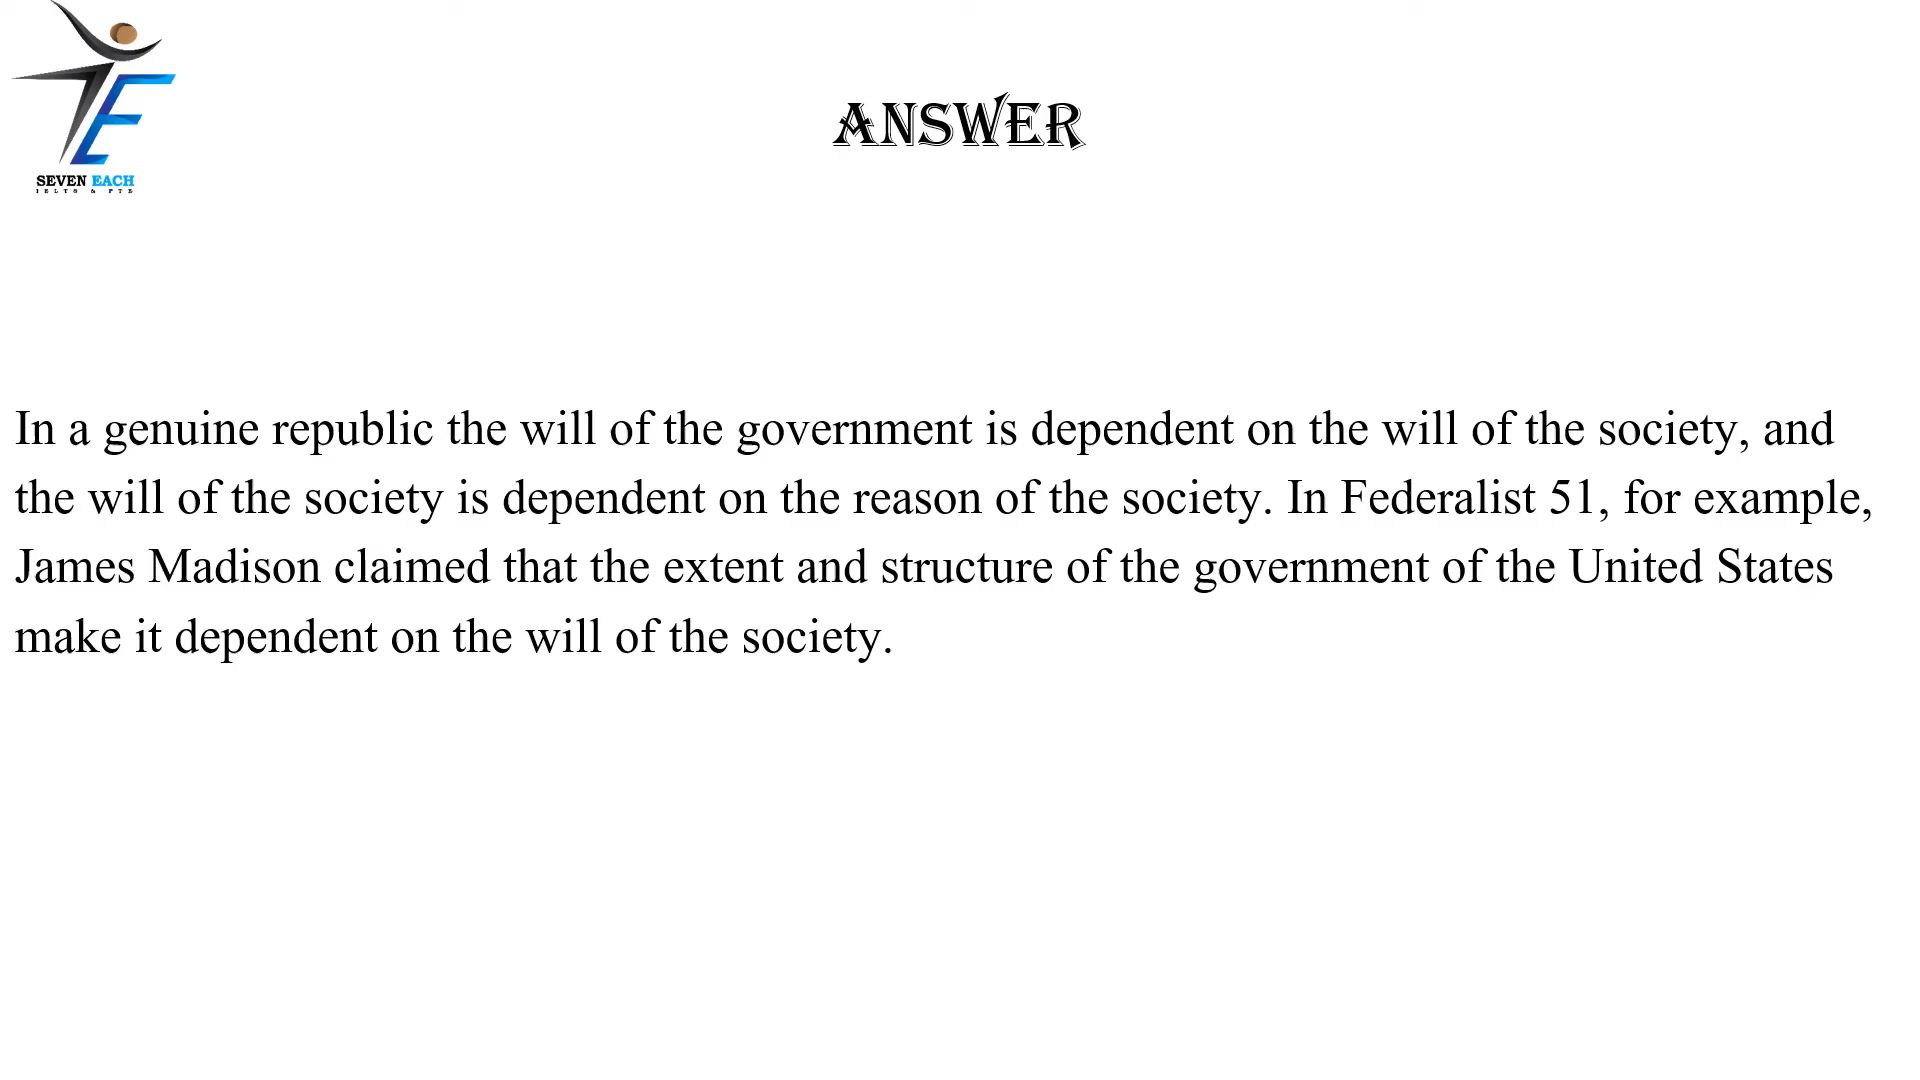 SEVEN EACH
IELTS & PTE
ANSWER
In a genuine republic the will of the government is dependent on the will of the society, and
the will of the society is dependent on the reason of the society. In Federalist 51, for example,
James Madison claimed that the extent and structure of the government of the United States
make it dependent on the will of the society.